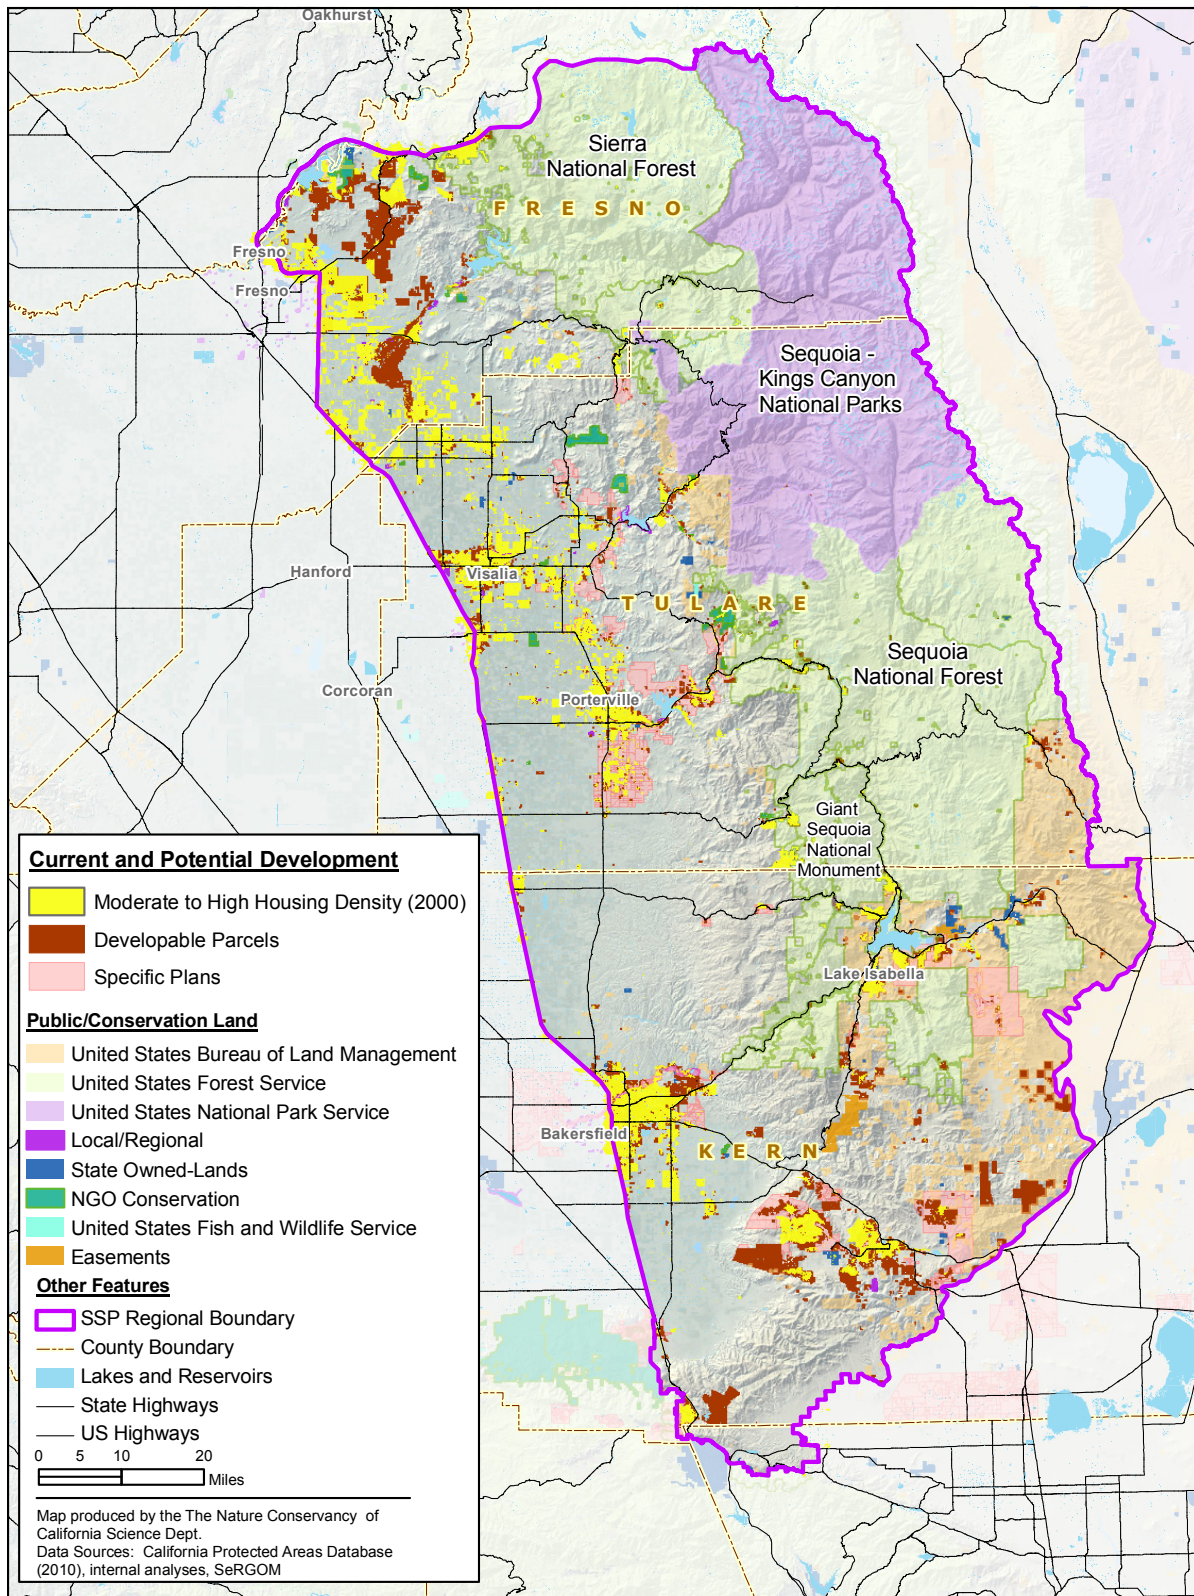 Oakhurst
Sierra
National Forest
F R E S N O
Fresno
Fresno
Sequoia -
Kings Canyon
National Parks
Hanford
Visalia
T U L A R E
Sequoia
National Forest
Corcoran
Porterville
Giant
Sequoia
National
Monument
Lake Isabella
Bakersfield
K E R N
Current and Potential Development
Moderate to High Housing Density (2000)
Developable Parcels
Specific Plans
Public/Conservation Land
United States Bureau of Land Management
United States Forest Service
United States National Park Service
Local/Regional
State Owned-Lands
NGO Conservation
United States Fish and Wildlife Service
Easements
Other Features
SSP Regional Boundary
County Boundary
Lakes and Reservoirs
State Highways
US Highways
0 5 10 20
Miles
Map produced by the The Nature Conservancy of
California Science Dept.
Data Sources: California Protected Areas Database
(2010), internal analyses, SeRGOM